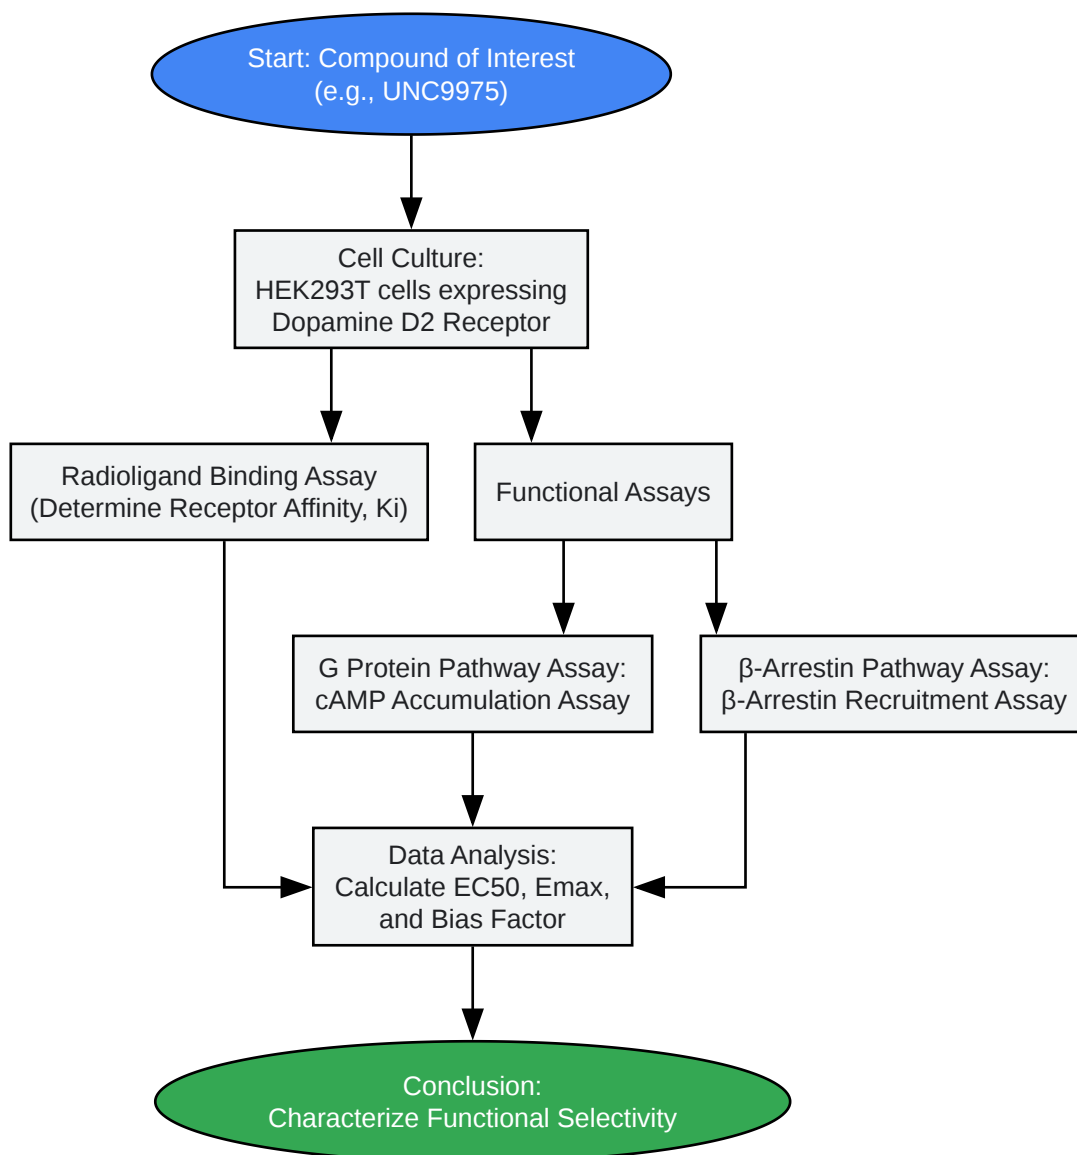 Start: Compound of Interest
(e.g., UNC9975)
Cell Culture:
HEK293T cells expressing
Dopamine D2 Receptor
Radioligand Binding Assay
(Determine Receptor Affinity, Ki)
Functional Assays
G Protein Pathway Assay:
cAMP Accumulation Assay
β-Arrestin Pathway Assay:
β-Arrestin Recruitment Assay
Data Analysis:
Calculate EC50, Emax,
and Bias Factor
Conclusion:
Characterize Functional Selectivity